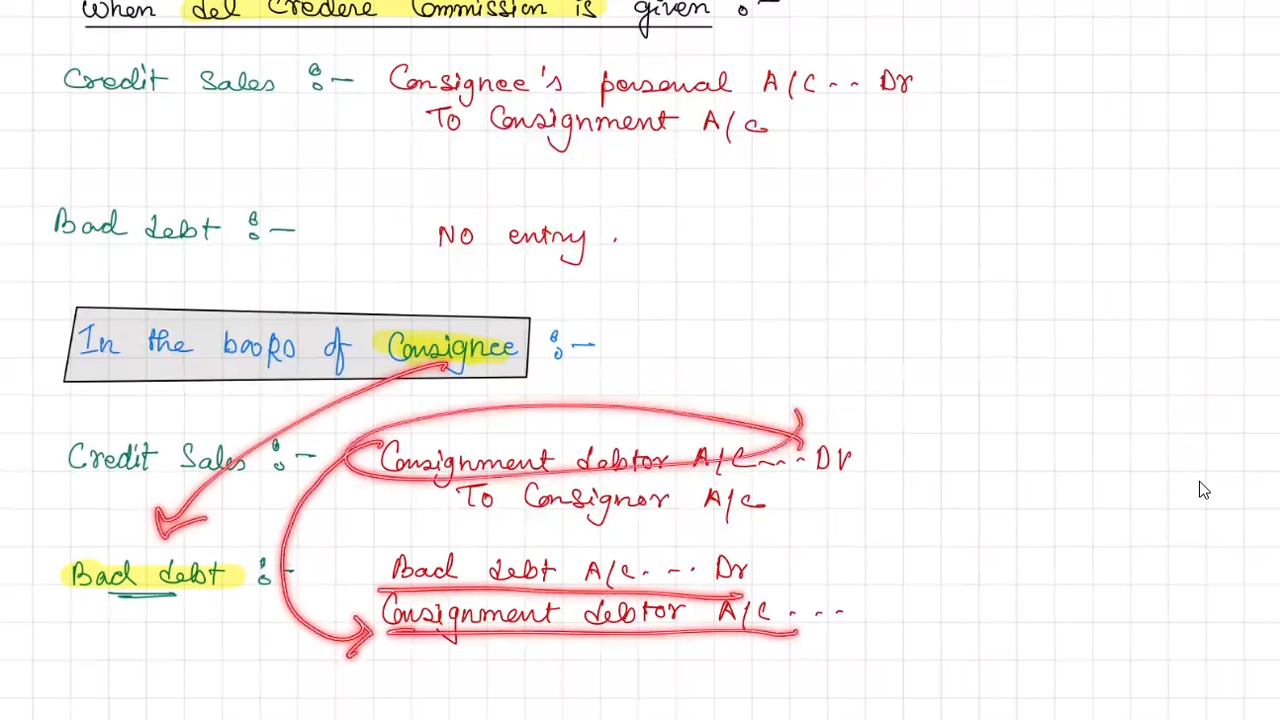 When del credere Commission is given :-
Credit Sales :- Consignee's personal A/C -- Dr
To Consignment A/C
Bad debt :- No entry.
In the books of Consignee :-
Credit Sales :- Consignment debtor A/C--- Dr
To Consignor A/C
Bad debt :- Bad debt A/C---- Dr
Consignment debtor A/C ---